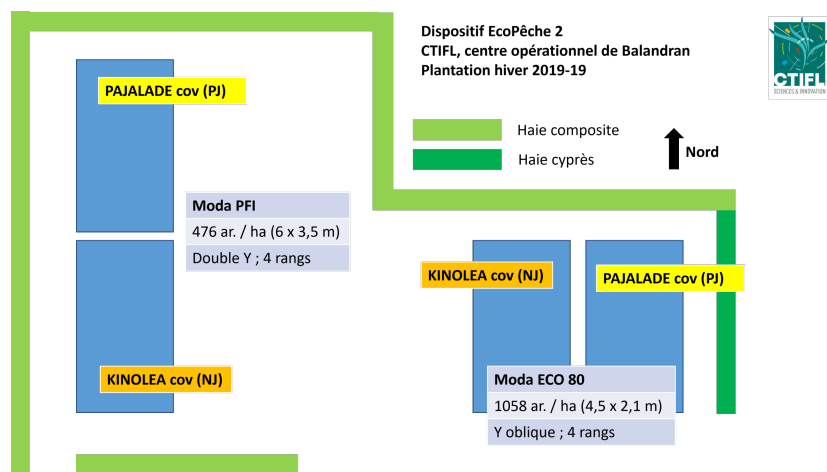 Dispositif EcoPêche 2
CTIFL, centre opérationnel de Balandran
Plantation hiver 2019-19
CTIFL
SCIENCES & INNOVATION
PAJALADE cov (PJ)
Haie composite
Haie cyprès
Nord
Moda PFI
476 ar. / ha (6 x 3,5 m)
Double Y ; 4 rangs
KINOLEA cov (NJ)
PAJALADE cov (PJ)
KINOLEA cov (NJ)
Moda ECO 80
1058 ar. / ha (4,5 x 2,1 m)
Y oblique ; 4 rangs